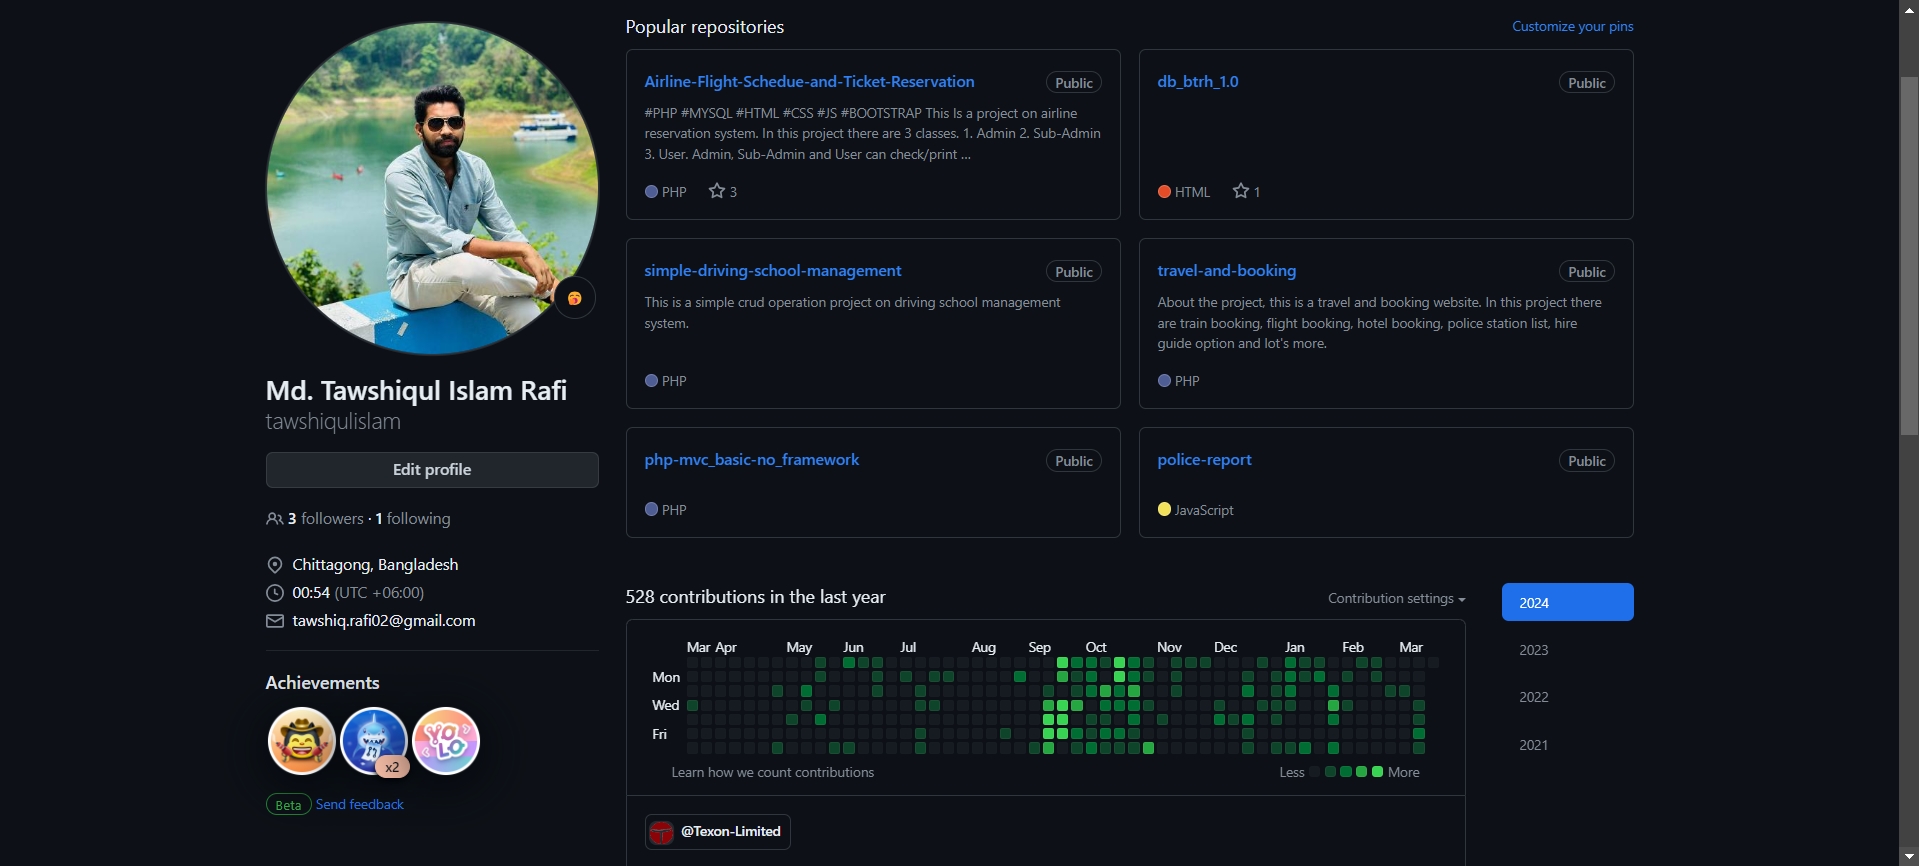 Popular repositories
Customize your pins
Airline-Flight-Schedue-and-Ticket-Reservation
Public
#PHP #MYSQL #HTML #CSS #JS #BOOTSTRAP This Is a project on airline
reservation system. In this project there are 3 classes. 1. Admin 2. Sub-Admin
3. User. Admin, Sub-Admin and User can check/print ...
PHP
3
db_btrh_1.0
Public
HTML
1
simple-driving-school-management
Public
This is a simple crud operation project on driving school management
system.
PHP
travel-and-booking
Public
About the project, this is a travel and booking website. In this project there
are train booking, flight booking, hotel booking, police station list, hire
guide option and lot's more.
PHP
php-mvc_basic-no_framework
Public
PHP
police-report
Public
JavaScript
Md. Tawshiqul Islam Rafi
tawshiqulislam
Edit profile
3 followers · 1 following
Chittagong, Bangladesh
00:54 (UTC +06:00)
tawshiq.rafi02@gmail.com
Achievements
YOLO
x2
Beta Send feedback
528 contributions in the last year
Contribution settings
2024
2023
2022
2021
Mar Apr May Jun Jul Aug Sep Oct Nov Dec Jan Feb Mar
Mon
Wed
Fri
Learn how we count contributions
Less More
@Texon-Limited